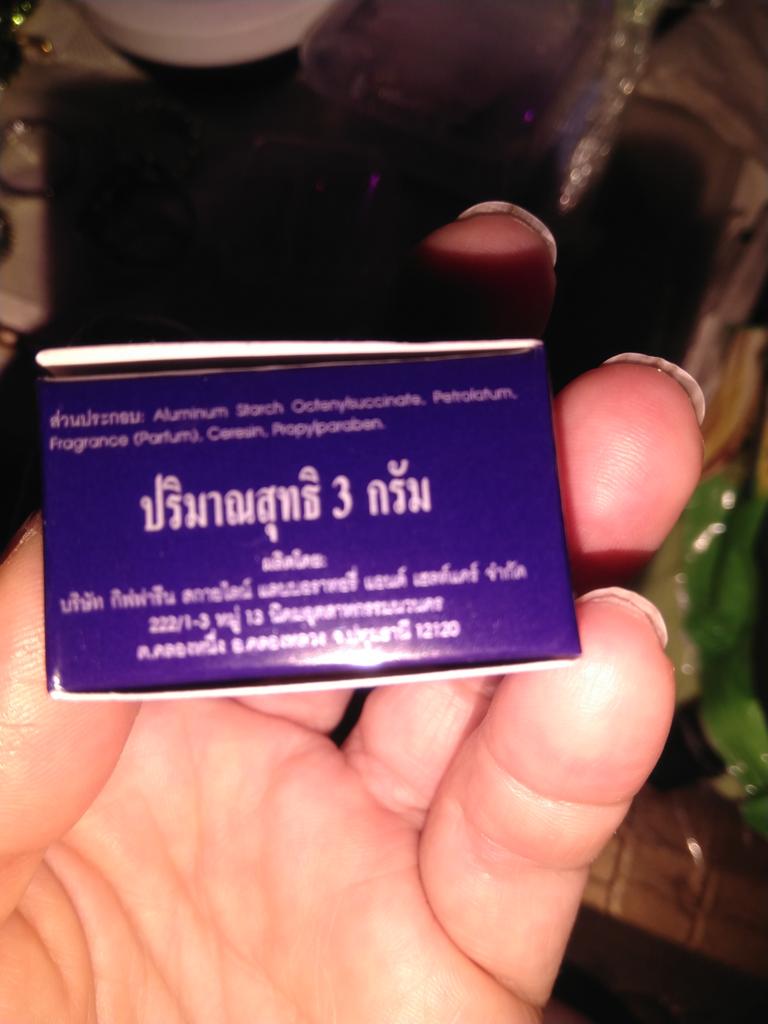 ส่วนประกอบ: Aluminum Starch Octenylsuccinate, Petrolatum,
Fragrance (Parfum), Ceresin, Propylparaben.
ปริมาณสุทธิ 3 กรัม
ผลิตโดย:
บริษัท กิฟฟารีน สกายไลน์ แลบบอราทอรี่ แอนด์ เฮลท์แคร์ จำกัด
222/1-3 หมู่ 13 นิคมอุตสาหกรรมนวนคร
ต.คลองหนึ่ง อ.คลองหลวง จ.ปทุมธานี 12120